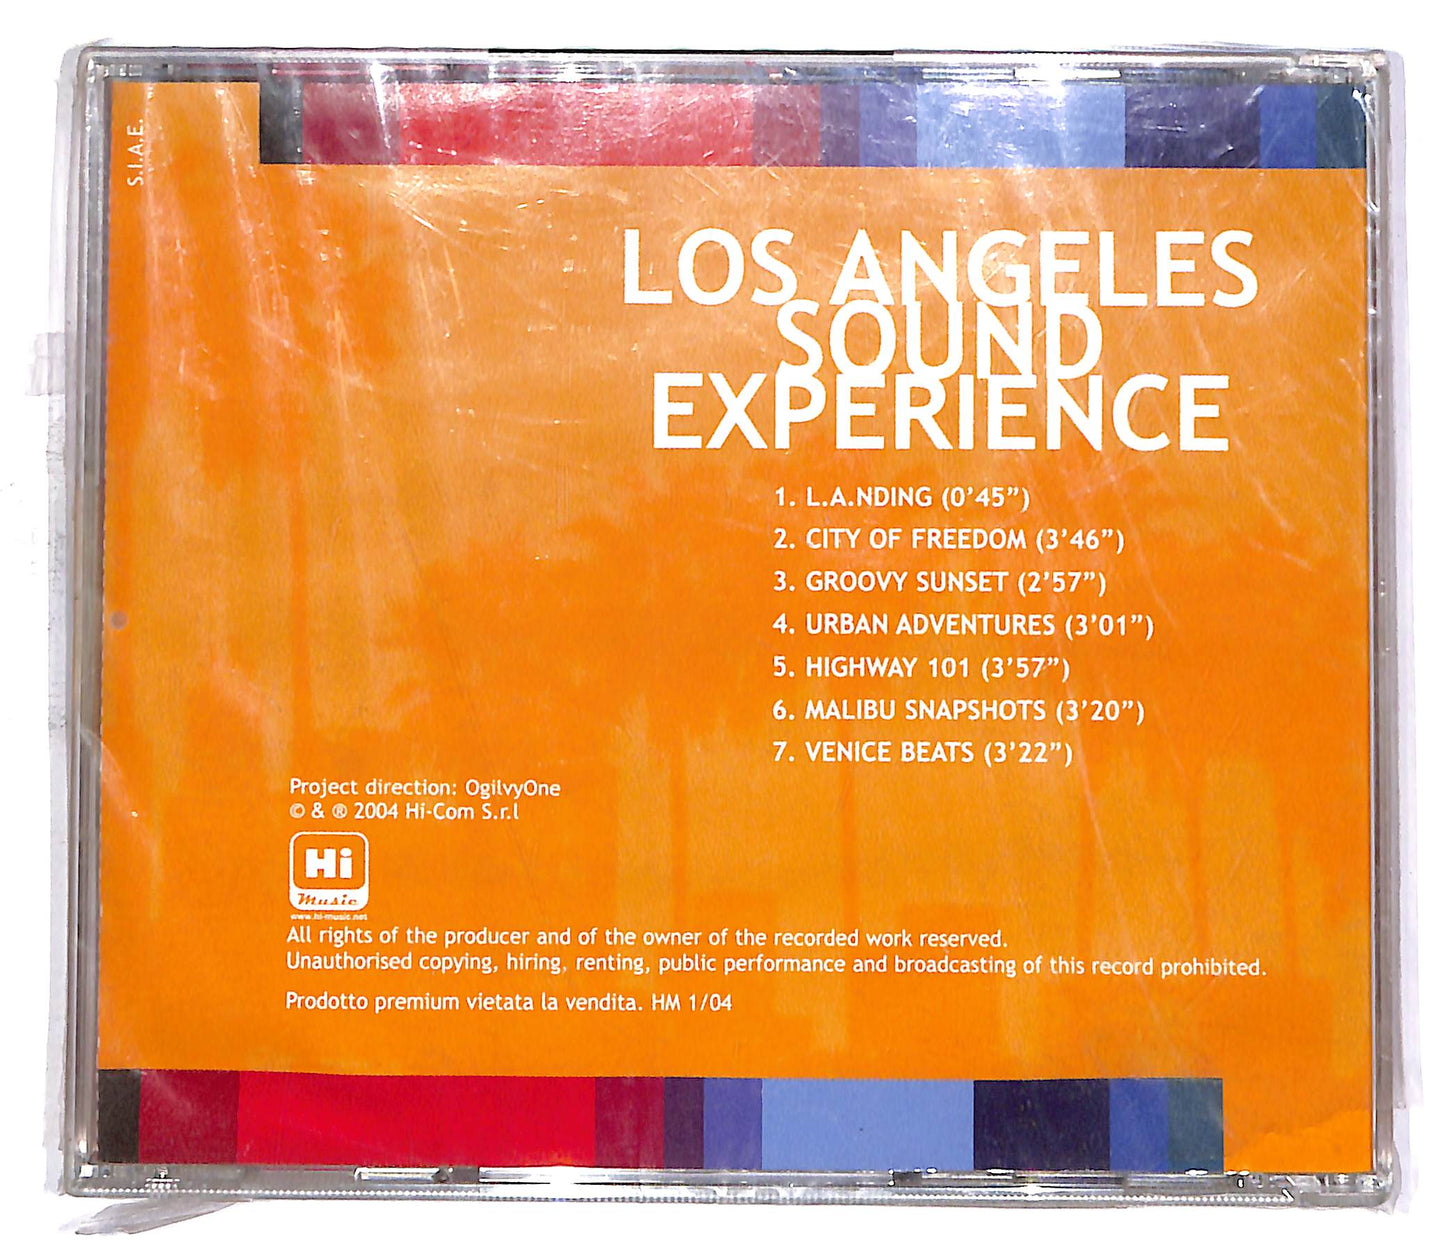 S.I.A.E.
LOS ANGELES
SOUND
EXPERIENCE
1. L.A.NDING (0'45")
2. CITY OF FREEDOM (3'46")
3. GROOVY SUNSET (2'57")
4. URBAN ADVENTURES (3'01")
5. HIGHWAY 101 (3'57")
6. MALIBU SNAPSHOTS (3'20")
7. VENICE BEATS (3'22")
Project direction: OgilvyOne
© & ® 2004 Hi-Com S.r.l
Hi
Music
www.hi-music.net
All rights of the producer and of the owner of the recorded work reserved.
Unauthorised copying, hiring, renting, public performance and broadcasting of this record prohibited.
Prodotto premium vietata la vendita. HM 1/04